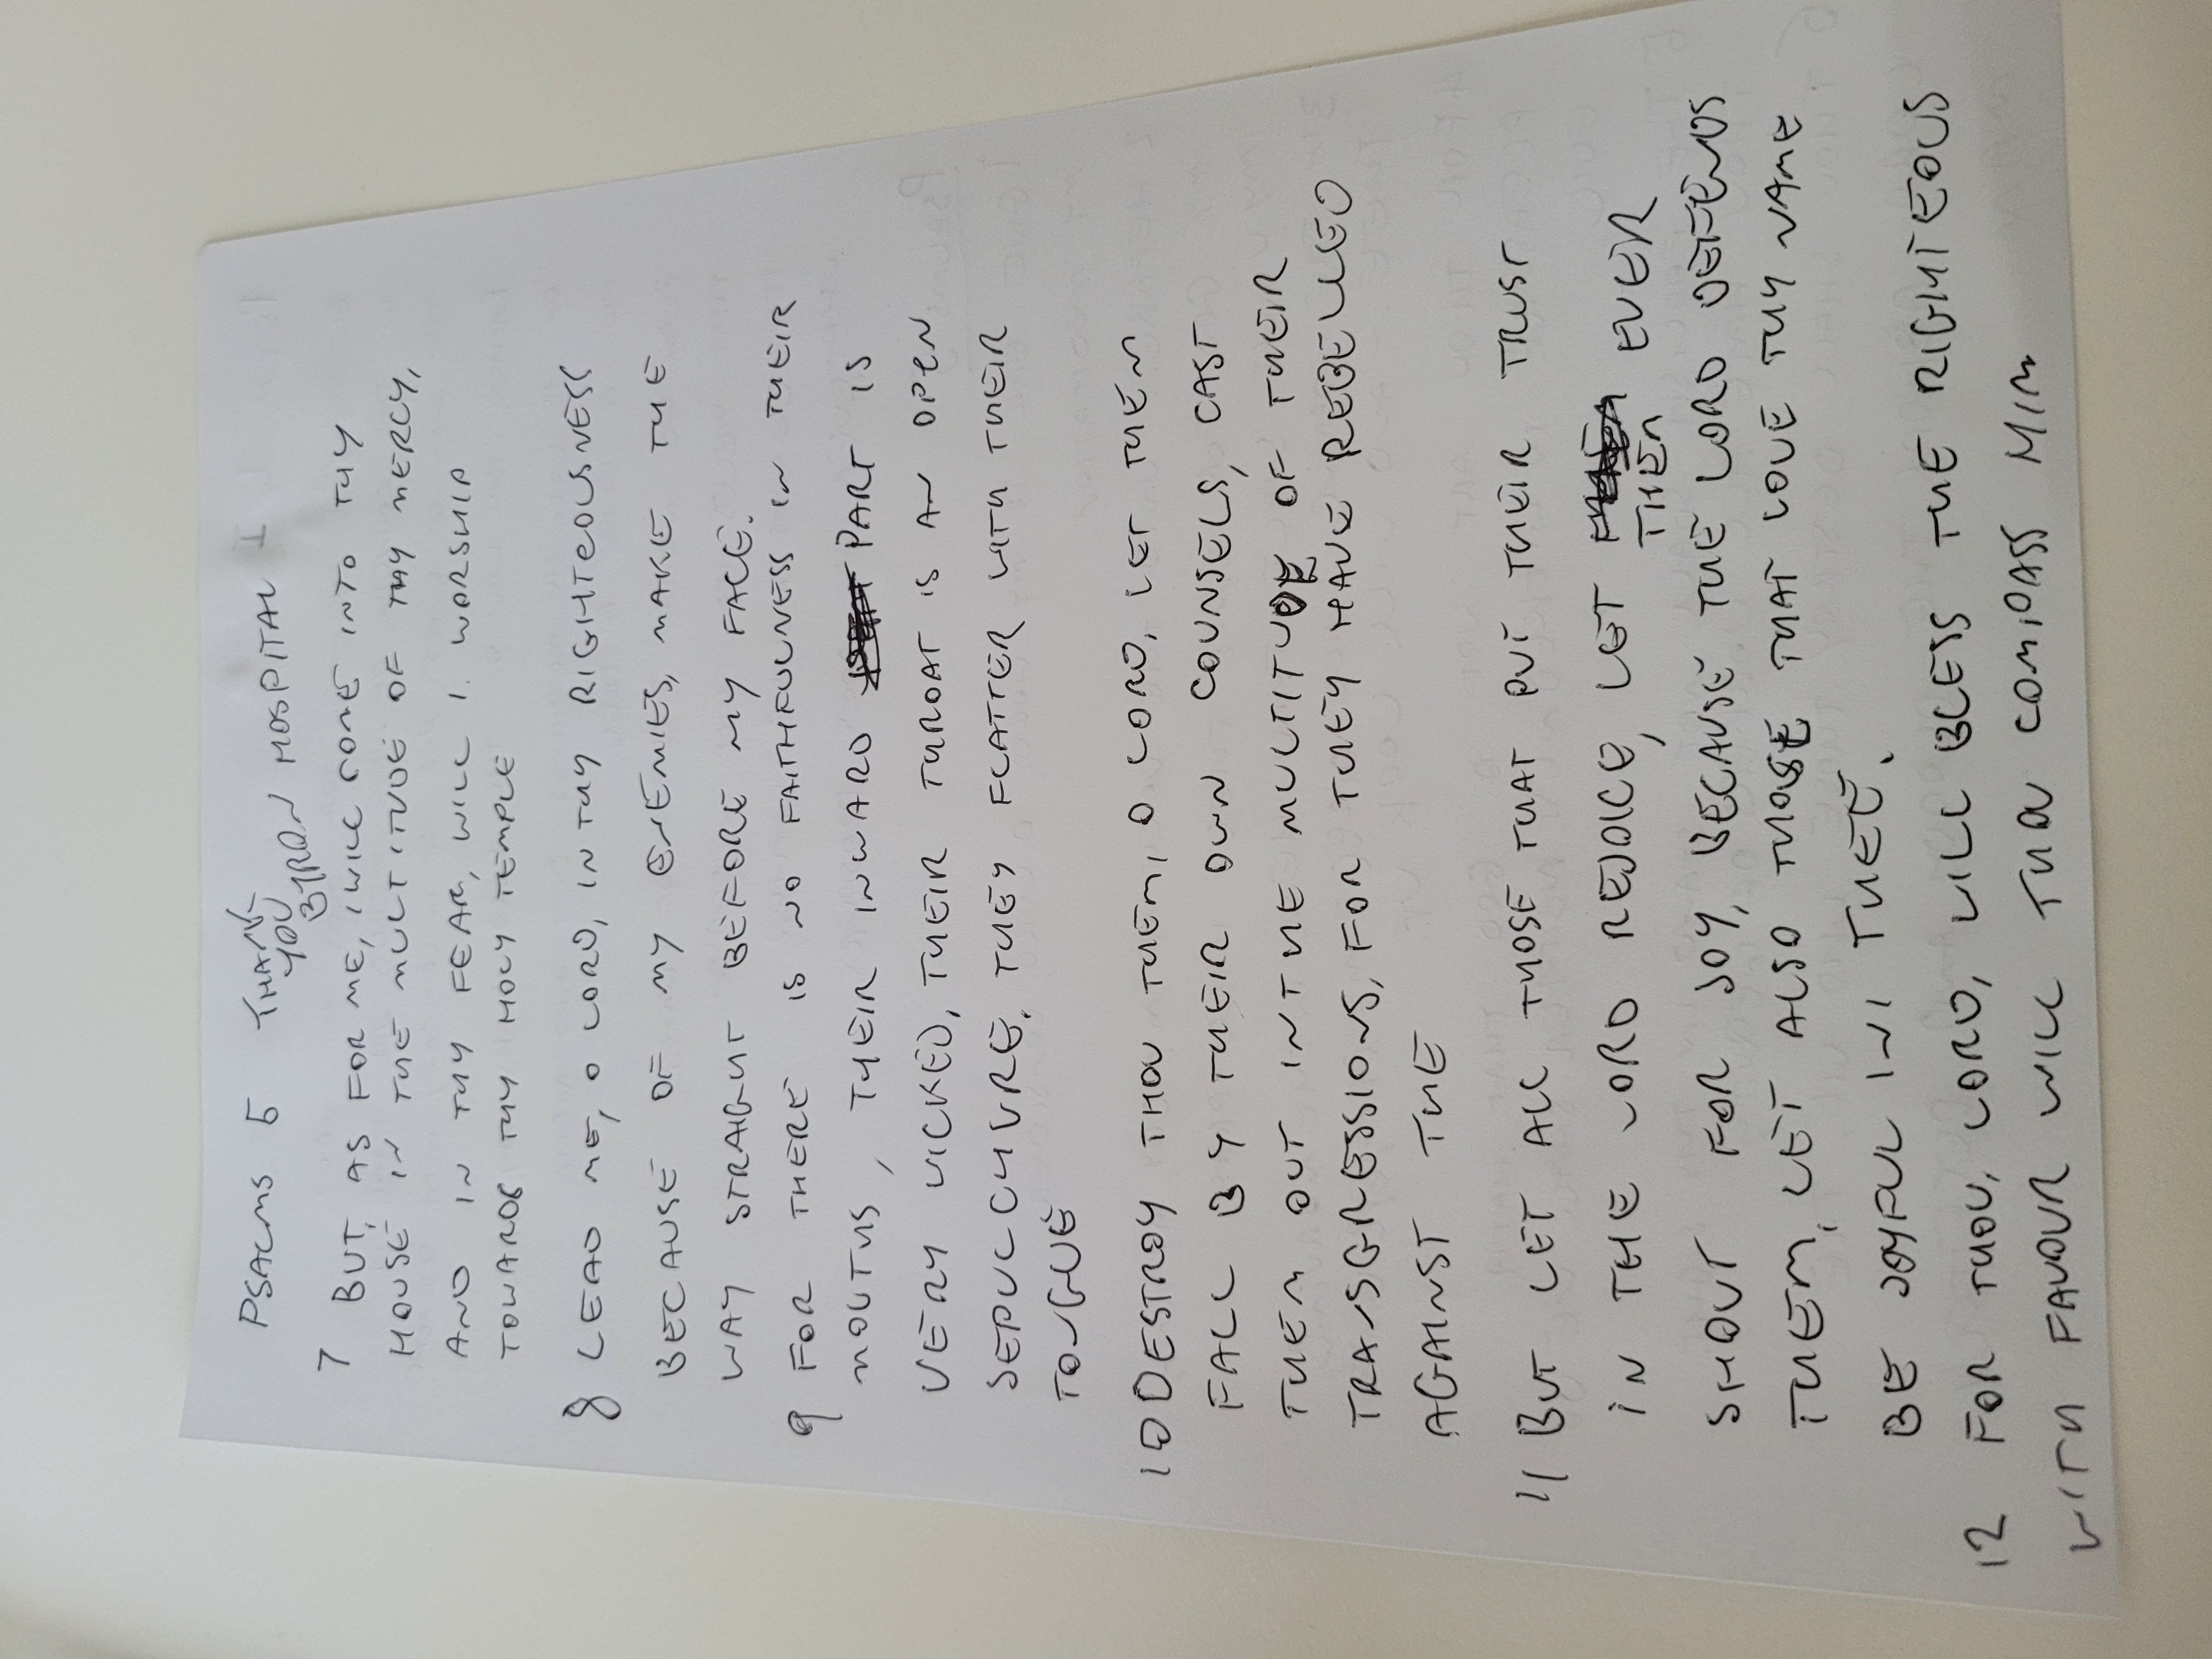 PSALMS 5 THANK
YOU
BYRON HOSPITAL
7 BUT, AS FOR ME, I WILL COME INTO THY
HOUSE IN THE MULTITUDE OF THY MERCY,
AND IN THY FEAR, WILL I. WORSHIP
TOWARDS THY HOLY TEMPLE
8 LEAD ME, O LORD, IN THY RIGHTEOUSNESS
BECAUSE OF MY ENEMIES, MAKE THE
WAY STRAIGHT BEFORE MY FACE.
9 FOR THERE IS NO FAITHFULNESS IN THEIR
MOUTHS, THEIR INWARD PART IS
VERY WICKED, THEIR THROAT IS AN OPEN
SEPULCHURE. THEY FLATTER WITH THEIR
TONGUE
10 DESTROY THOU THEM, O LORD, LET THEM
FALL BY THEIR OWN COUNSELS, CAST
THEM OUT IN THE MULTITUDE OF THEIR
TRANSGRESSIONS, FOR THEY HAVE REBELLED
AGAINST THE
11 BUT LET ALL THOSE THAT PUT THEIR TRUST
IN THE LORD REJOICE, LET THEM EVER
SHOUT FOR JOY, BECAUSE THE LORD DEFENDS
THEM, LET ALSO THOSE THAT LOVE THY NAME
BE JOYFUL IN THEE.
12 FOR THOU, LORD, WILL BLESS THE RIGHTEOUS
WITH FAVOUR WILL THOU COMPASS HIM